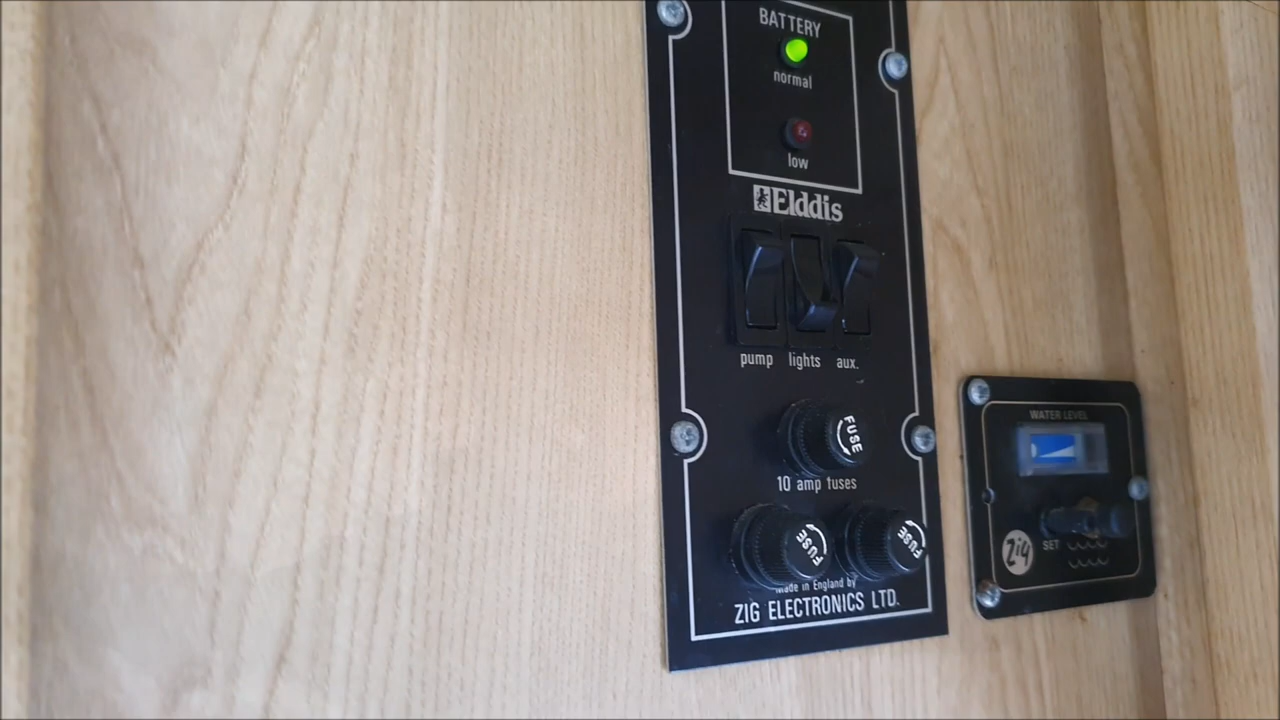 BATTERY
normal
low
Elddis
pump lights aux.
FUSE
10 amp fuses
FUSE FUSE
Made in England by
ZIG ELECTRONICS LTD.
WATER LEVEL
SET
Zig